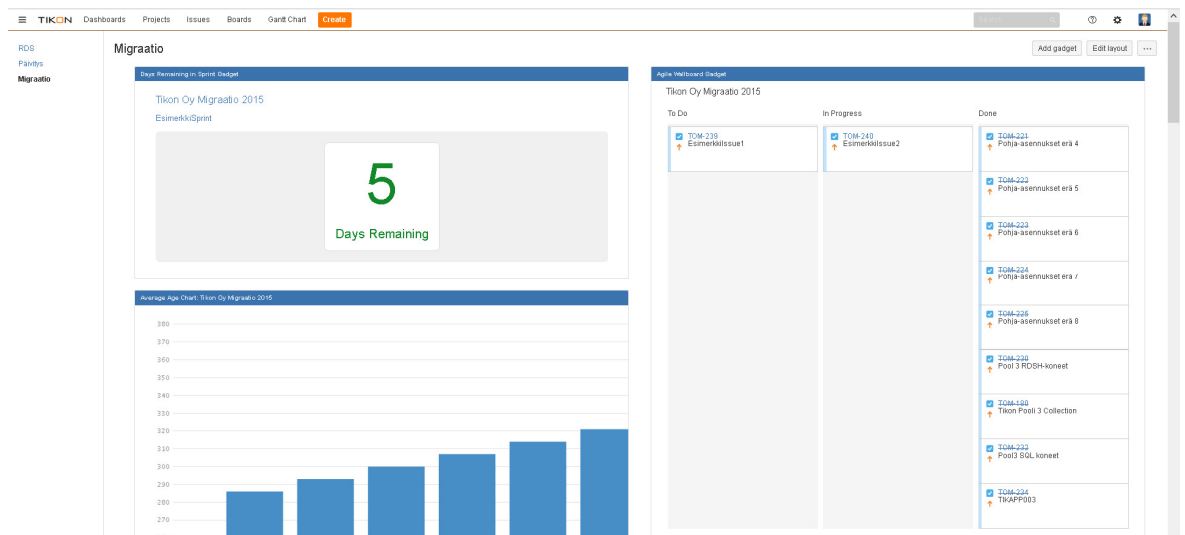 TIKON Dashboards Projects Issues Boards Gantt Chart Create Search
RDS
Päivitys
Migraatio
Migraatio
Add gadget Edit layout ...
Days Remaining in Sprint Gadget
Tikon Oy Migraatio 2015
EsimerkkiSprint
5
Days Remaining
Average Age Chart: Tikon Oy Migraatio 2015
380
370
360
350
340
330
320
310
300
290
280
270
Agile Wallboard Gadget
Tikon Oy Migraatio 2015
To Do In Progress Done
TOM-239
EsimerkkiIssue1
TOM-240
EsimerkkiIssue2
TOM-221
Pohja-asennukset erä 4
TOM-222
Pohja-asennukset erä 5
TOM-223
Pohja-asennukset erä 6
TOM-224
Pohja-asennukset erä 7
TOM-225
Pohja-asennukset erä 8
TOM-230
Pool 3 RDSH-koneet
TOM-180
Tikon Pooli 3 Collection
TOM-232
Pool3 SQL koneet
TOM-234
TIKAPP003